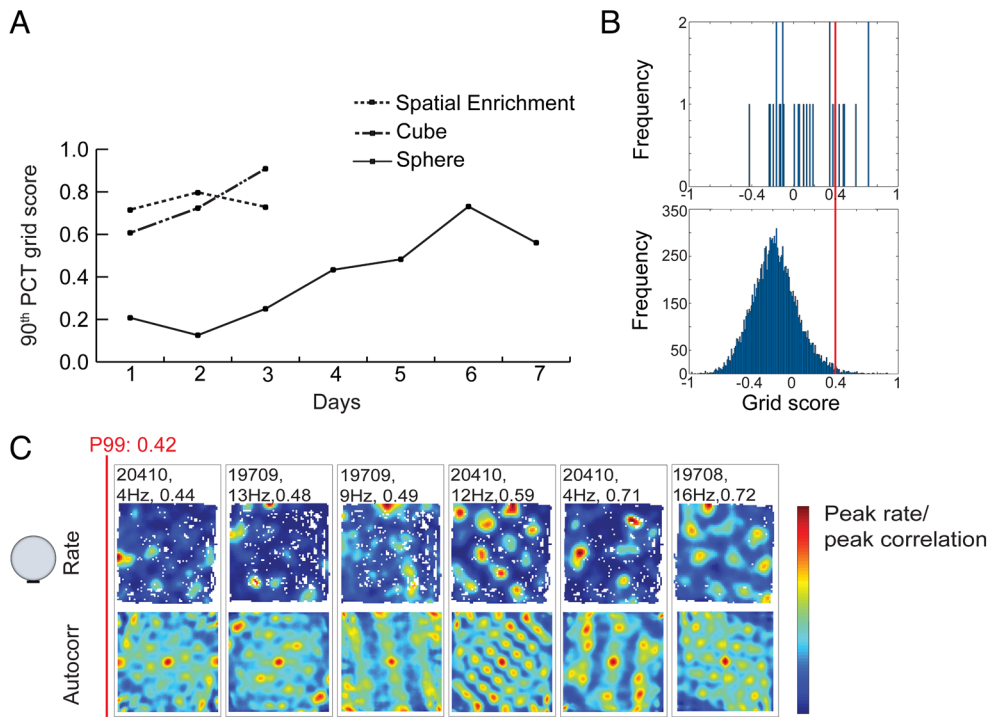 A
Spatial Enrichment
Cube
Sphere
90th PCT grid score
1.0
0.8
0.6
0.4
0.2
0.0
1 2 3 4 5 6 7
Days
B
Frequency
2
1
0
-1 -0.4 0 0.4 1
Frequency
350
250
150
50
0
-1 -0.4 0 0.4 1
Grid score
C
P99: 0.42
20410,
4Hz, 0.44
19709,
13Hz,0.48
19709,
9Hz, 0.49
20410,
12Hz,0.59
20410,
4Hz, 0.71
19708,
16Hz,0.72
Rate
Autocorr
Peak rate/
peak correlation